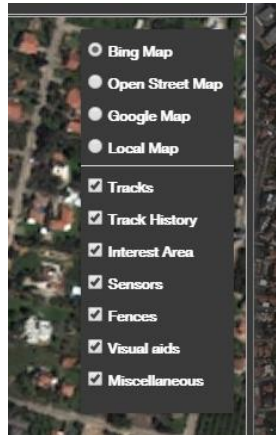 Bing Map
Open Street Map
Google Map
Local Map
Tracks
Track History
Interest Area
Sensors
Fences
Visual aids
Miscellaneous